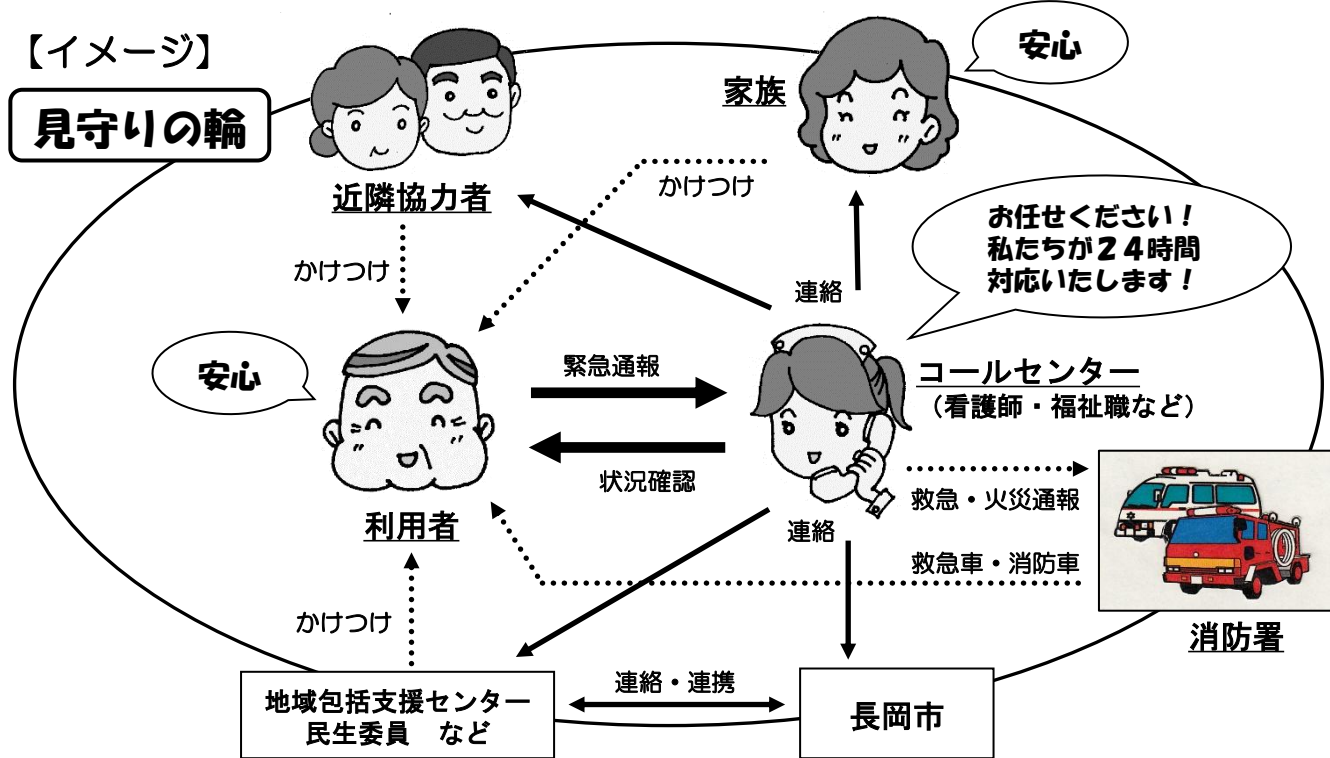 【イメージ】
見守りの輪
近隣協力者
家族
安心
かけつけ
かけつけ
お任せください!
私たちが24時間
対応いたします!
連絡
安心
緊急通報
状況確認
コールセンター
(看護師・福祉職など)
利用者
救急・火災通報
連絡
救急車・消防車
かけつけ
消防署
地域包括支援センター
民生委員 など
連絡・連携
長岡市